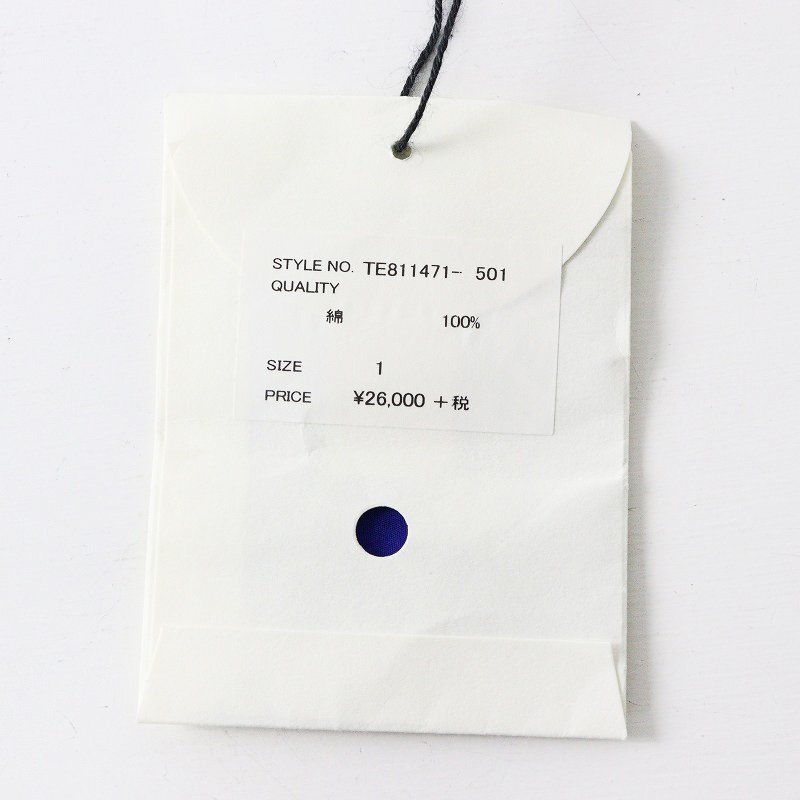 STYLE NO. TE811471- 501
QUALITY
綿 100%
SIZE 1
PRICE ¥26,000 +税